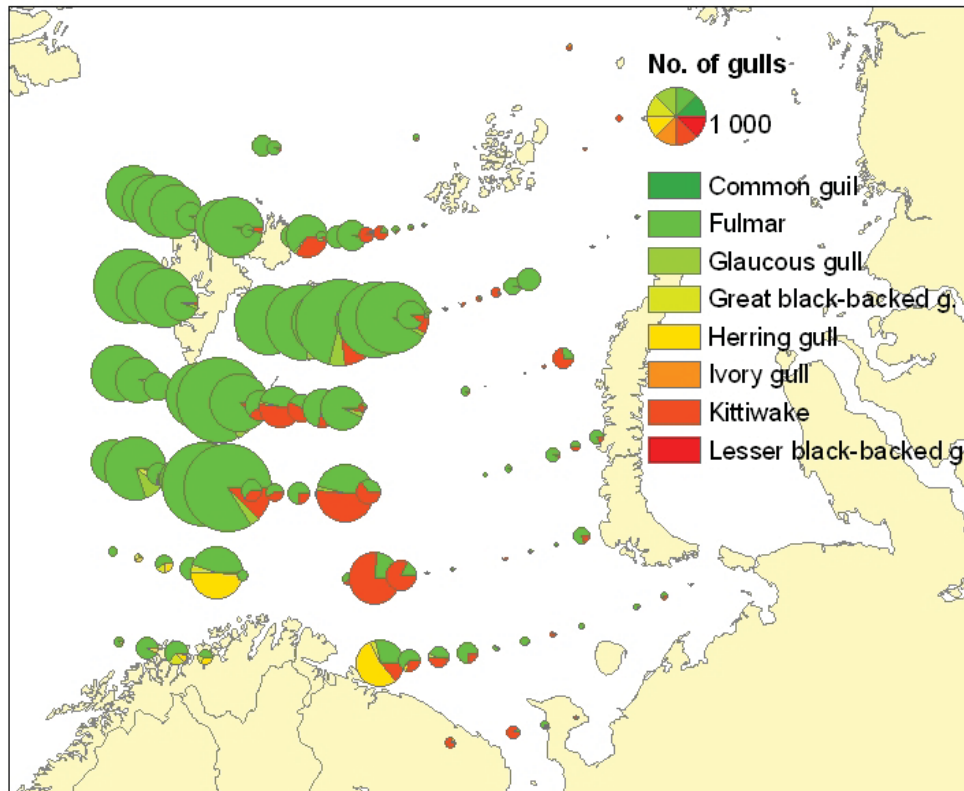 No. of gulls
1 000
Common guil
Fulmar
Glaucous gull
Great black-backed g.
Herring gull
Ivory gull
Kittiwake
Lesser black-backed g.